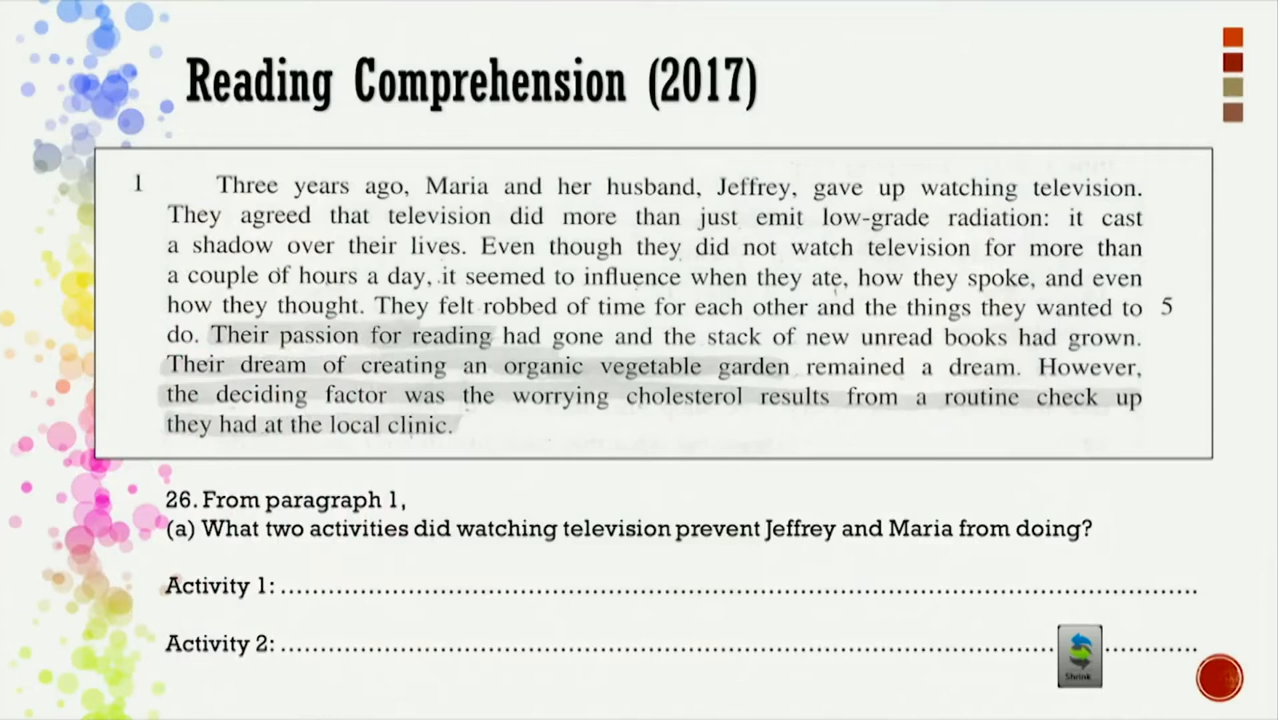 Reading Comprehension (2017)
1 Three years ago, Maria and her husband, Jeffrey, gave up watching television.
They agreed that television did more than just emit low-grade radiation: it cast
a shadow over their lives. Even though they did not watch television for more than
a couple of hours a day, it seemed to influence when they ate, how they spoke, and even
how they thought. They felt robbed of time for each other and the things they wanted to 5
do. Their passion for reading had gone and the stack of new unread books had grown.
Their dream of creating an organic vegetable garden remained a dream. However,
the deciding factor was the worrying cholesterol results from a routine check up
they had at the local clinic.
26. From paragraph 1,
(a) What two activities did watching television prevent Jeffrey and Maria from doing?
Activity 1: ................................................................
Activity 2: ................................................................
Shrink